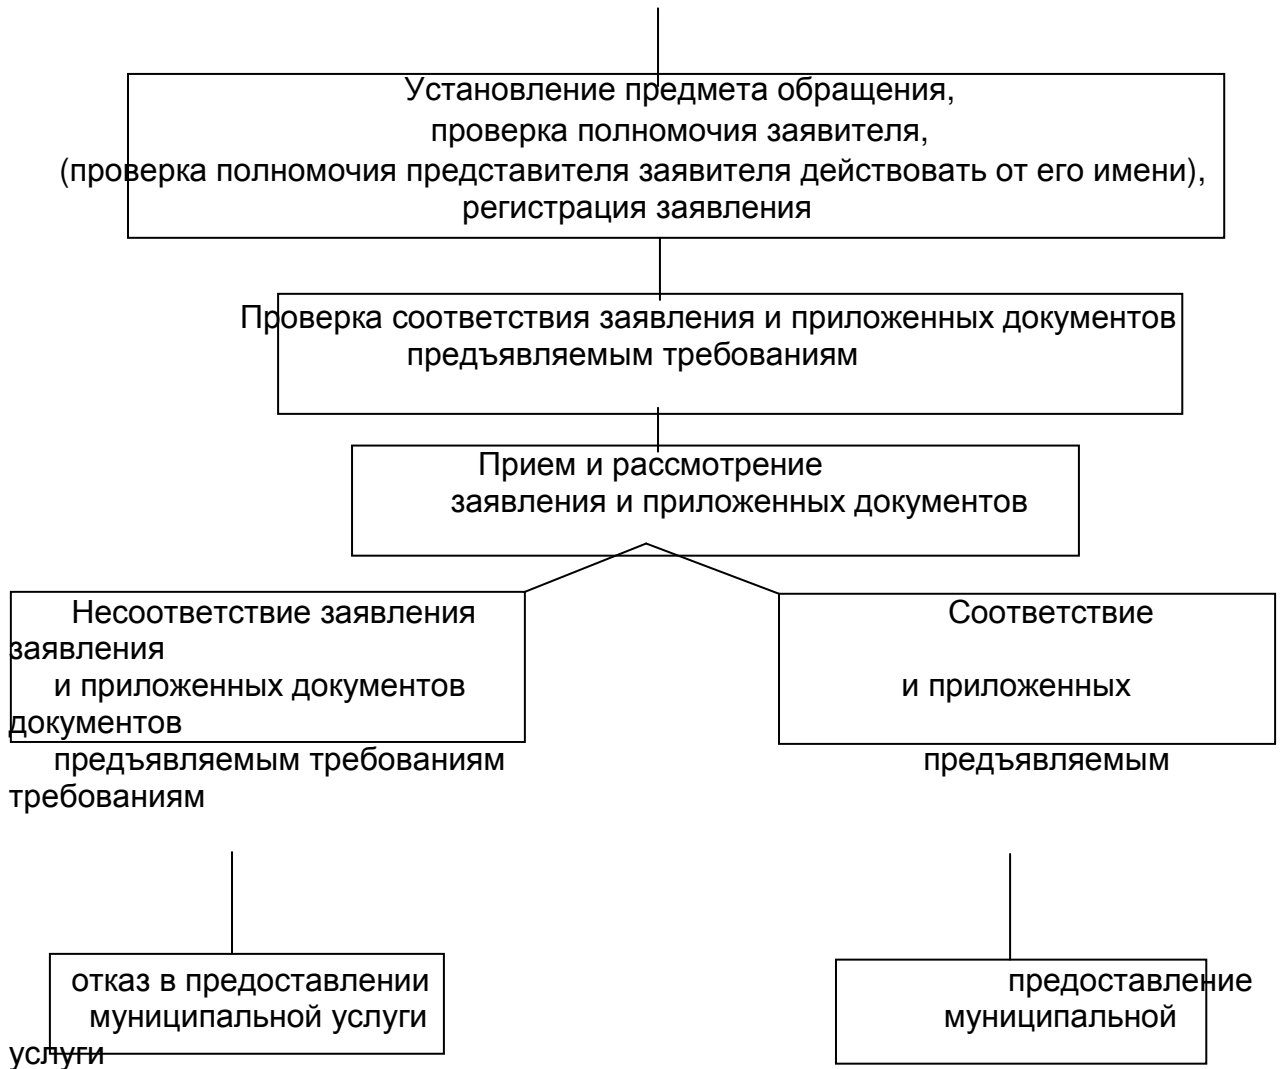 Установление предмета обращения,
проверка полномочия заявителя,
(проверка полномочия представителя заявителя действовать от его имени),
регистрация заявления
Проверка соответствия заявления и приложенных документов
предъявляемым требованиям
Прием и рассмотрение
заявления и приложенных документов
Несоответствие заявления Соответствие
заявления
и приложенных документов и приложенных
документов
предъявляемым требованиям предъявляемым
требованиям
отказ в предоставлении предоставление
муниципальной услуги муниципальной
услуги